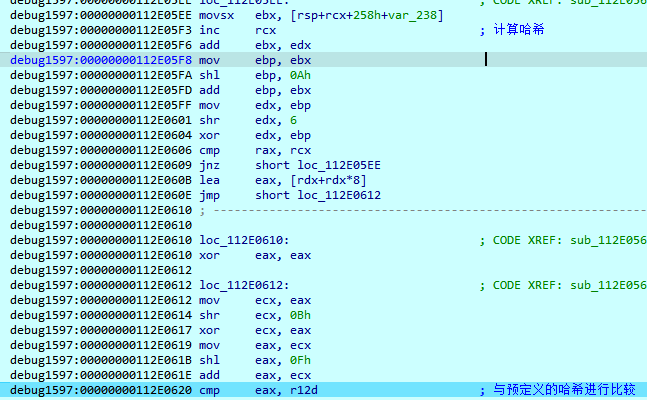 loc_112E05EE: ; CODE XREF: sub_112E056
debug1597:00000000112E05EE movsx ebx, [rsp+rcx+258h+var_238]
debug1597:00000000112E05F3 inc rcx ; 计算哈希
debug1597:00000000112E05F6 add ebx, edx
debug1597:00000000112E05F8 mov ebp, ebx
debug1597:00000000112E05FA shl ebp, 0Ah
debug1597:00000000112E05FD add ebp, ebx
debug1597:00000000112E05FF mov edx, ebp
debug1597:00000000112E0601 shr edx, 6
debug1597:00000000112E0604 xor edx, ebp
debug1597:00000000112E0606 cmp rax, rcx
debug1597:00000000112E0609 jnz short loc_112E05EE
debug1597:00000000112E060B lea eax, [rdx+rdx*8]
debug1597:00000000112E060E jmp short loc_112E0612
debug1597:00000000112E0610 ; ---------------------------------------------------------------
debug1597:00000000112E0610
debug1597:00000000112E0610 loc_112E0610: ; CODE XREF: sub_112E056
debug1597:00000000112E0610 xor eax, eax
debug1597:00000000112E0612
debug1597:00000000112E0612 loc_112E0612: ; CODE XREF: sub_112E056
debug1597:00000000112E0612 mov ecx, eax
debug1597:00000000112E0614 shr ecx, 0Bh
debug1597:00000000112E0617 xor ecx, eax
debug1597:00000000112E0619 mov eax, ecx
debug1597:00000000112E061B shl eax, 0Fh
debug1597:00000000112E061E add eax, ecx
debug1597:00000000112E0620 cmp eax, r12d ; 与预定义的哈希进行比较